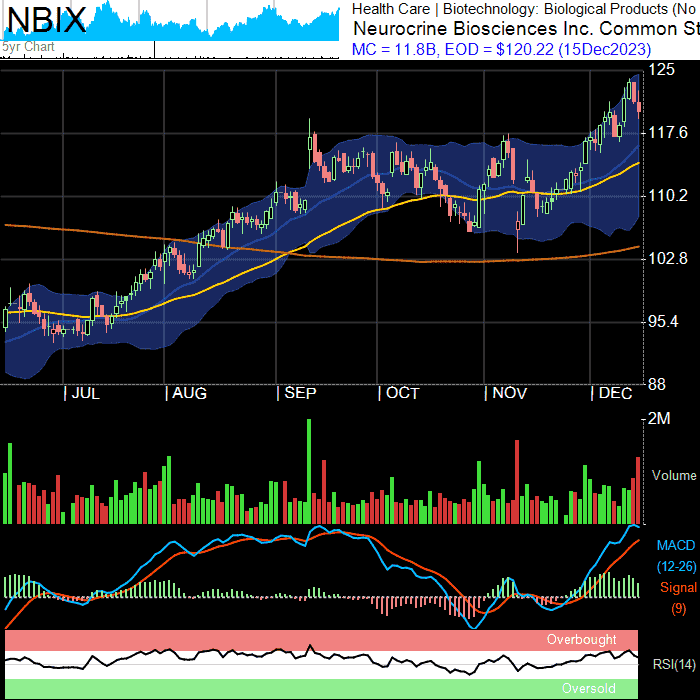 NBIX
5yr Chart
Health Care | Biotechnology: Biological Products (No
Neurocrine Biosciences Inc. Common St
MC = 11.8B, EOD = $120.22 (15Dec2023)
125
117.6
110.2
102.8
95.4
88
| JUL | AUG | SEP | OCT | NOV | DEC
2M
Volume
MACD
(12-26)
Signal
(9)
Overbought
RSI(14)
Oversold